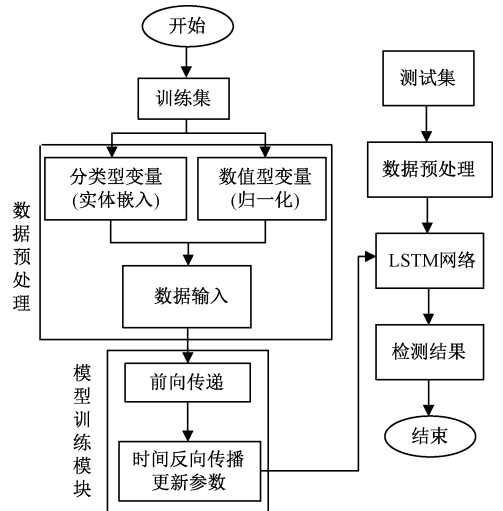 开始
训练集
数据预处理
分类型变量
(实体嵌入)
数值型变量
(归一化)
数据输入
模型训练模块
前向传递
时间反向传播
更新参数
测试集
数据预处理
LSTM网络
检测结果
结束